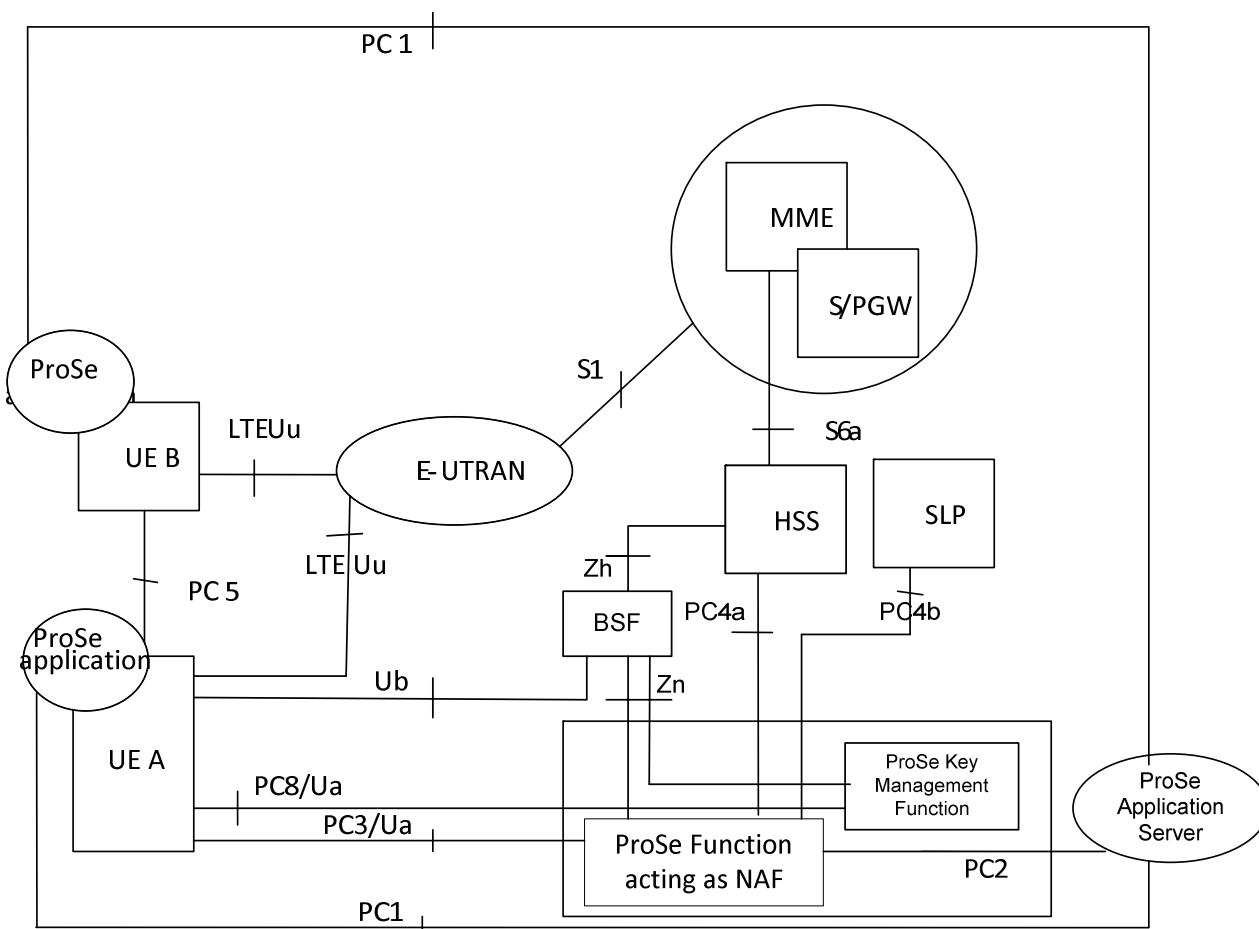 PC 1
MME
S/PGW
S1
ProSe
LTEUu
S6a
UE B
E-UTRAN
HSS
SLP
LTE Uu
Zh
PC 5
BSF
PC4a
PC4b
ProSe
application
Ub
Zn
UE A
ProSe Key
Management
Function
PC8/Ua
ProSe
Application
Server
PC3/Ua
ProSe Function
acting as NAF
PC2
PC1